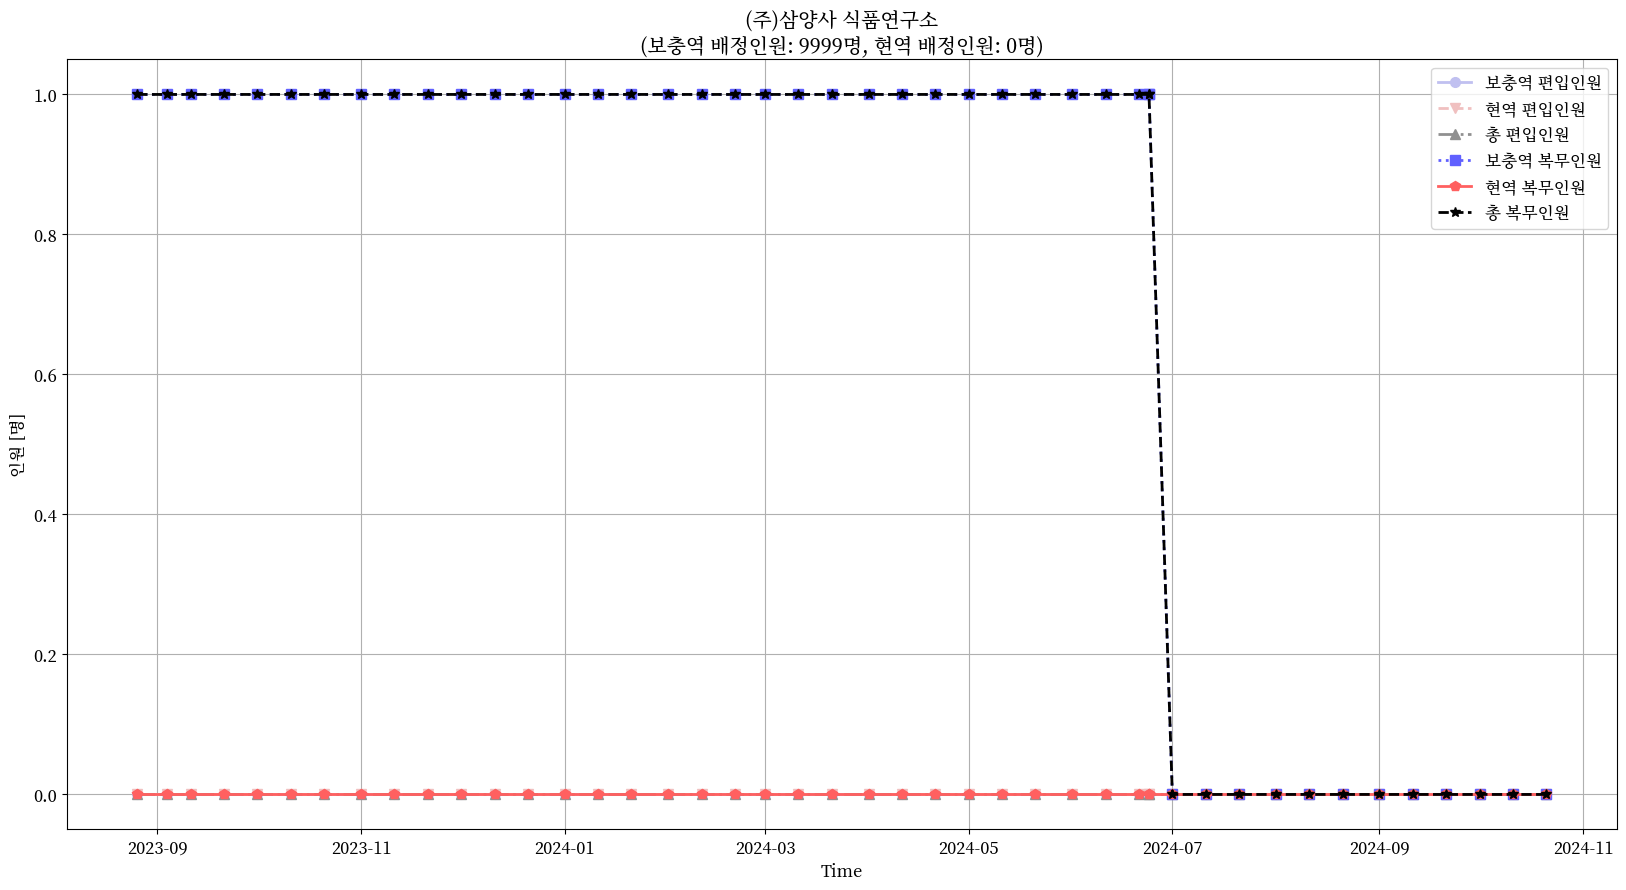 (주)삼양사 식품연구소
(보충역 배정인원: 9999명, 현역 배정인원: 0명)
보충역 편입인원
현역 편입인원
총 편입인원
보충역 복무인원
현역 복무인원
총 복무인원
인원 [명]
1.0
0.8
0.6
0.4
0.2
0.0
2023-09
2023-11
2024-01
2024-03
2024-05
2024-07
2024-09
2024-11
Time